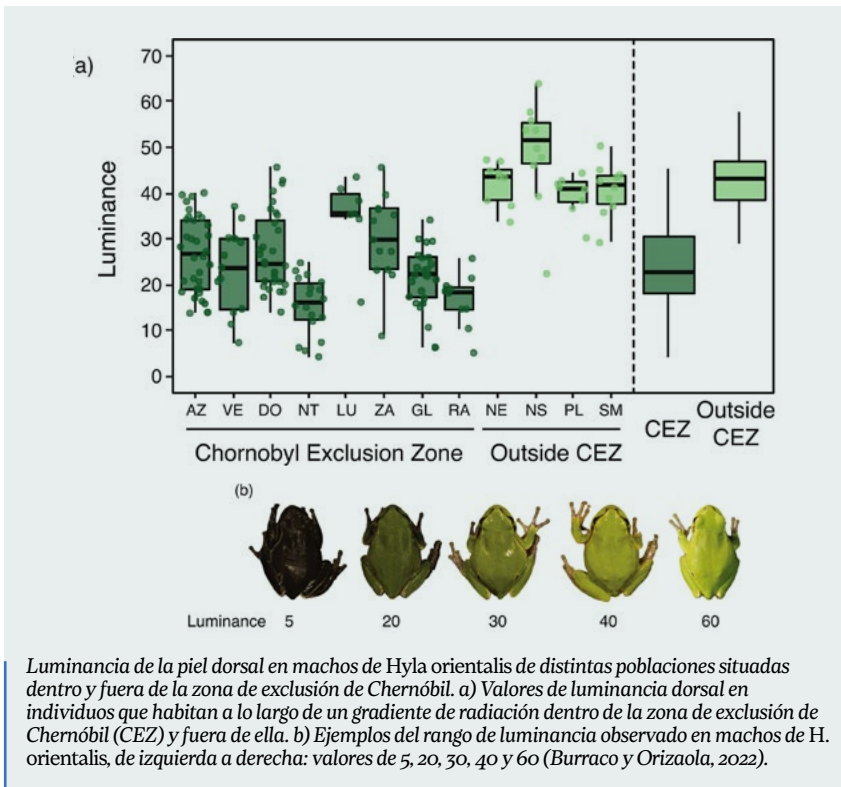 a)
Luminance
70
60
50
40
30
20
10
0
AZ VE DO NT LU ZA GL RA NE NS PL SM
CEZ Outside CEZ
Chornobyl Exclusion Zone Outside CEZ
(b)
Luminance 5 20 30 40 60
Luminancia de la piel dorsal en machos de Hyla orientalis de distintas poblaciones situadas
dentro y fuera de la zona de exclusión de Chernóbil. a) Valores de luminancia dorsal en
individuos que habitan a lo largo de un gradiente de radiación dentro de la zona de exclusión de
Chernóbil (CEZ) y fuera de ella. b) Ejemplos del rango de luminancia observado en machos de H.
orientalis, de izquierda a derecha: valores de 5, 20, 30, 40 y 60 (Burraco y Orizaola, 2022).